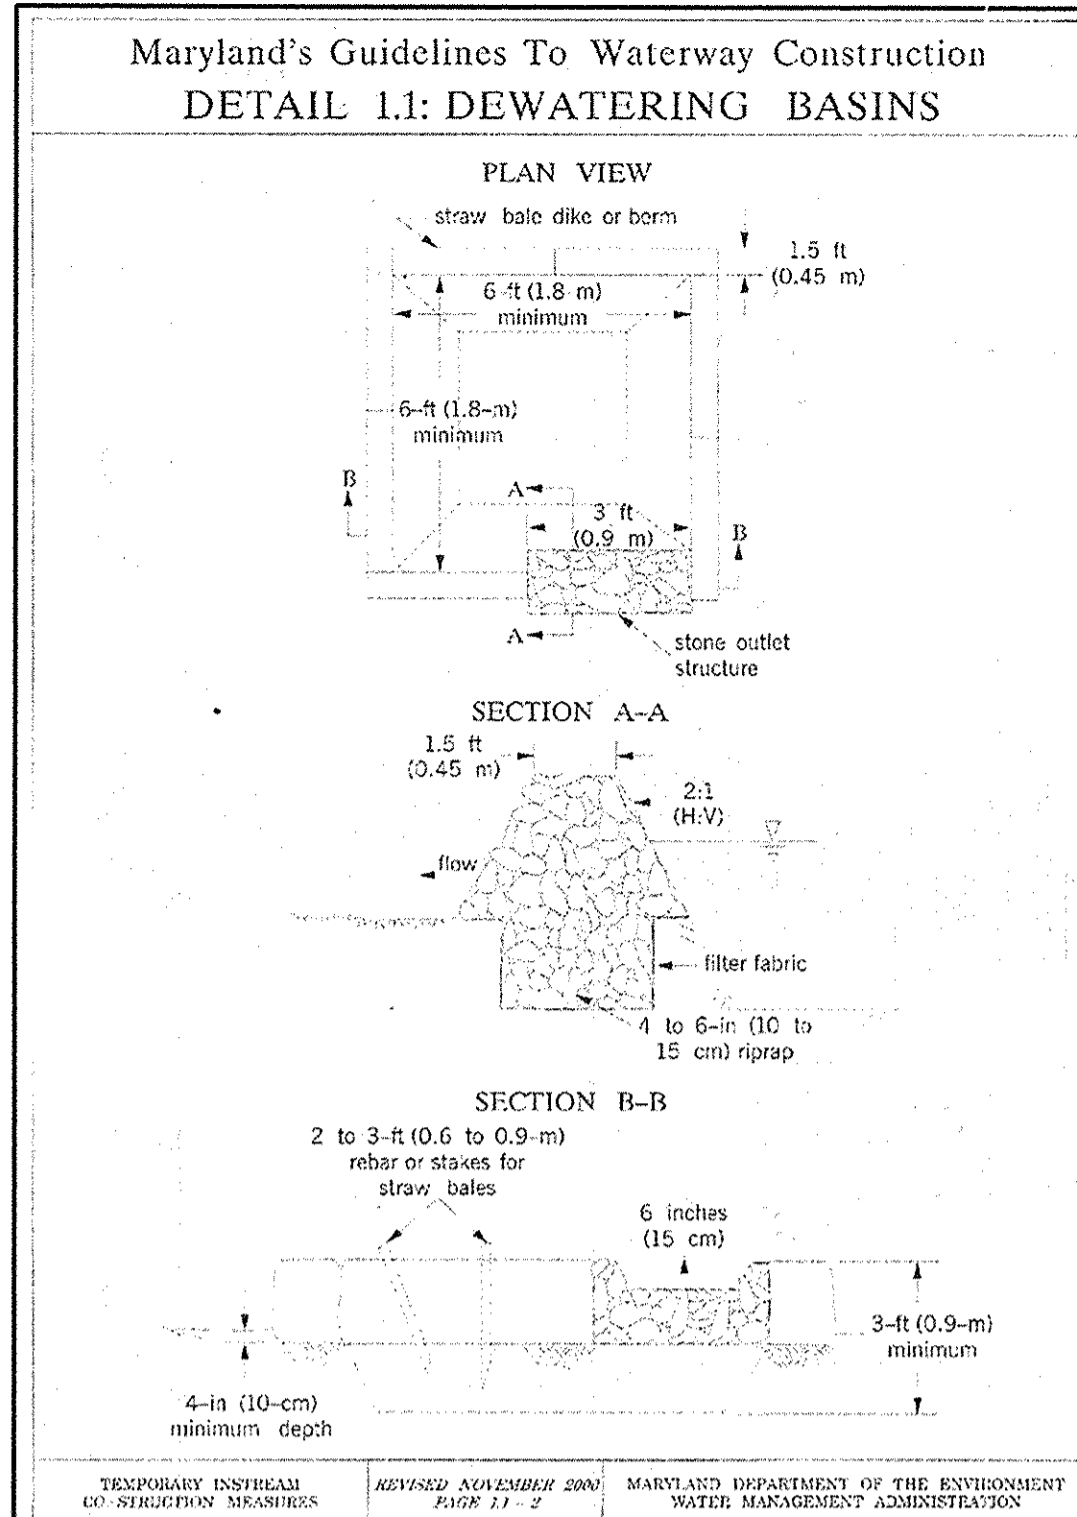 Maryland's Guidelines To Waterway Construction
DETAIL 1.1: DEWATERING BASINS
PLAN VIEW
straw bale dike or berm
1.5 ft
(0.45 m)
6-ft (1.8-m)
minimum
6-ft (1.8-m)
minimum
B
A
3 ft
(0.9 m)
B
A
stone outlet
structure
SECTION A-A
1.5 ft
(0.45 m)
2:1
(H:V)
flow
filter fabric
4 to 6-in (10 to
15 cm) riprap
SECTION B-B
2 to 3-ft (0.6 to 0.9-m)
rebar or stakes for
straw bales
6 inches
(15 cm)
3-ft (0.9-m)
minimum
4-in (10-cm)
minimum depth
TEMPORARY INSTREAM
CO STRUCTION MEASURES
REVISED NOVEMBER 2000
PAGE 1.1 - 2
MARYLAND DEPARTMENT OF THE ENVIRONMENT
WATER MANAGEMENT ADMINISTRATION